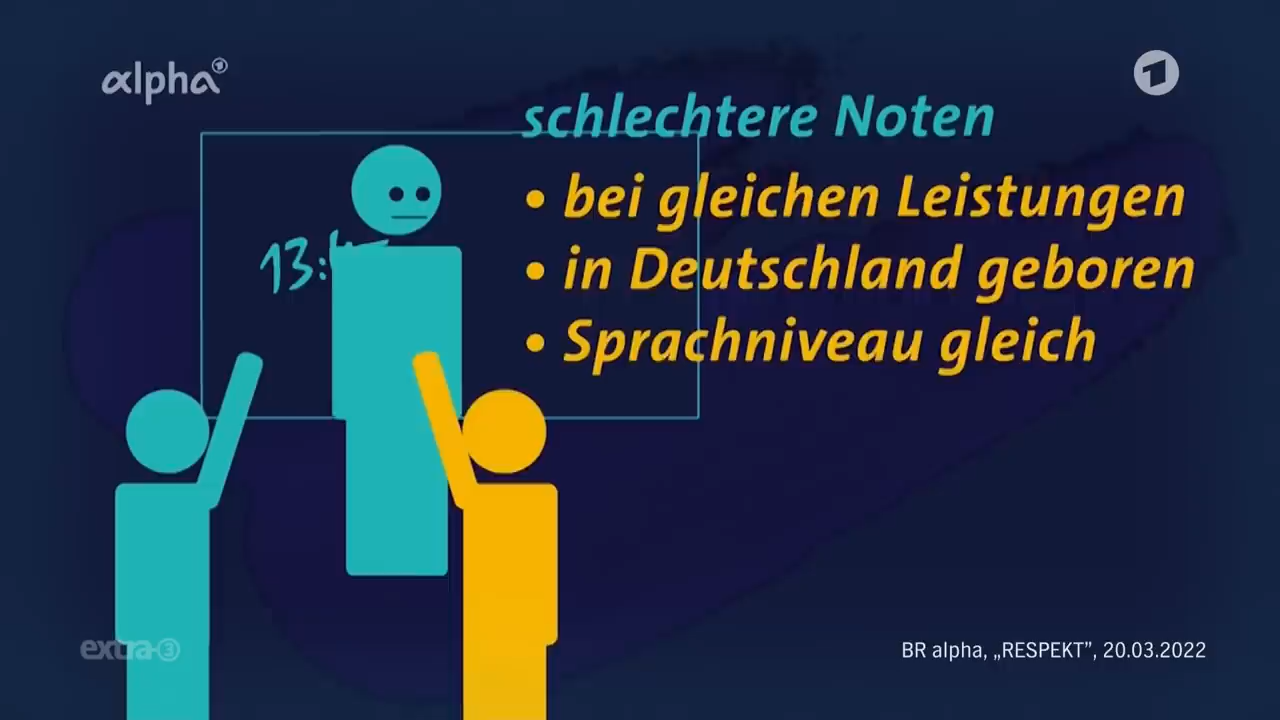 alpha
schlechtere Noten
• bei gleichen Leistungen
• in Deutschland geboren
• Sprachniveau gleich
13:
extra 3
BR alpha, „RESPEKT”, 20.03.2022